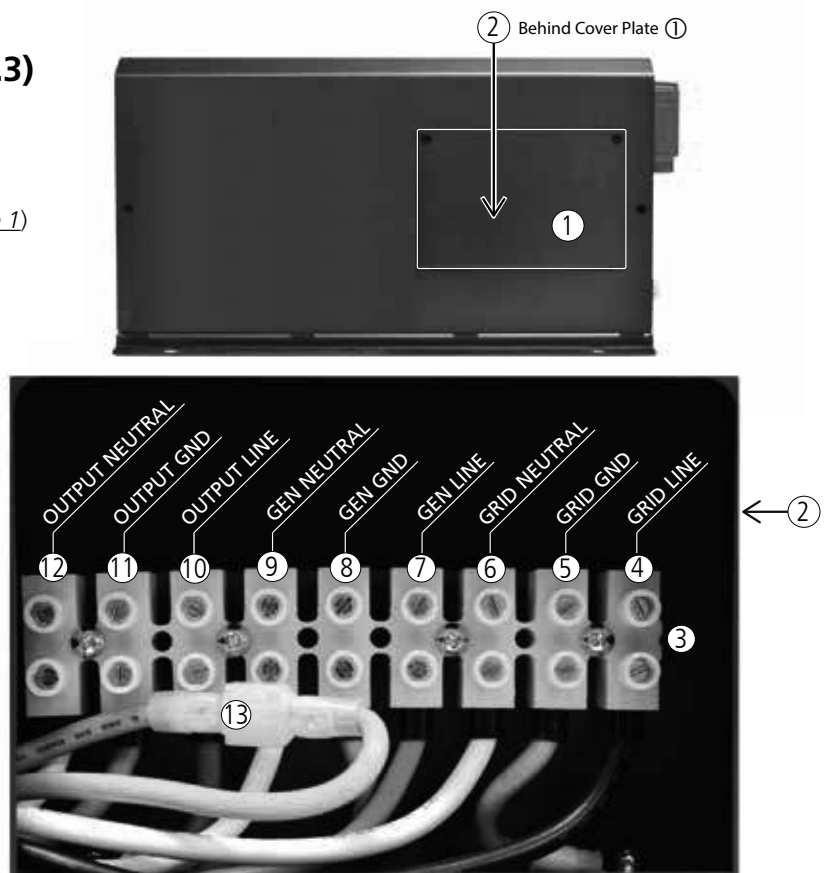 ② Behind Cover Plate ①
.3)
1)
①
OUTPUT NEUTRAL
OUTPUT GND
OUTPUT LINE
GEN NEUTRAL
GEN GND
GEN LINE
GRID NEUTRAL
GRID GND
GRID LINE
②
⑫ ⑪ ⑩ ⑨ ⑧ ⑦ ⑥ ⑤ ④
③
⑬